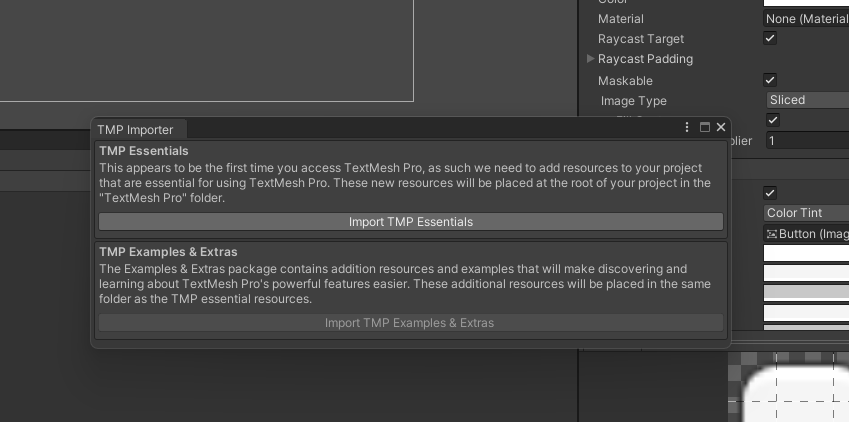 Material
None (Material
Raycast Target
Raycast Padding
Maskable
Image Type
Sliced
TMP Importer
plier
1
TMP Essentials
This appears to be the first time you access TextMesh Pro, as such we need to add resources to your project
that are essential for using TextMesh Pro. These new resources will be placed at the root of your project in the
"TextMesh Pro" folder.
Import TMP Essentials
Color Tint
Button (Imag
TMP Examples & Extras
The Examples & Extras package contains addition resources and examples that will make discovering and
learning about TextMesh Pro's powerful features easier. These additional resources will be placed in the same
folder as the TMP essential resources.
Import TMP Examples & Extras